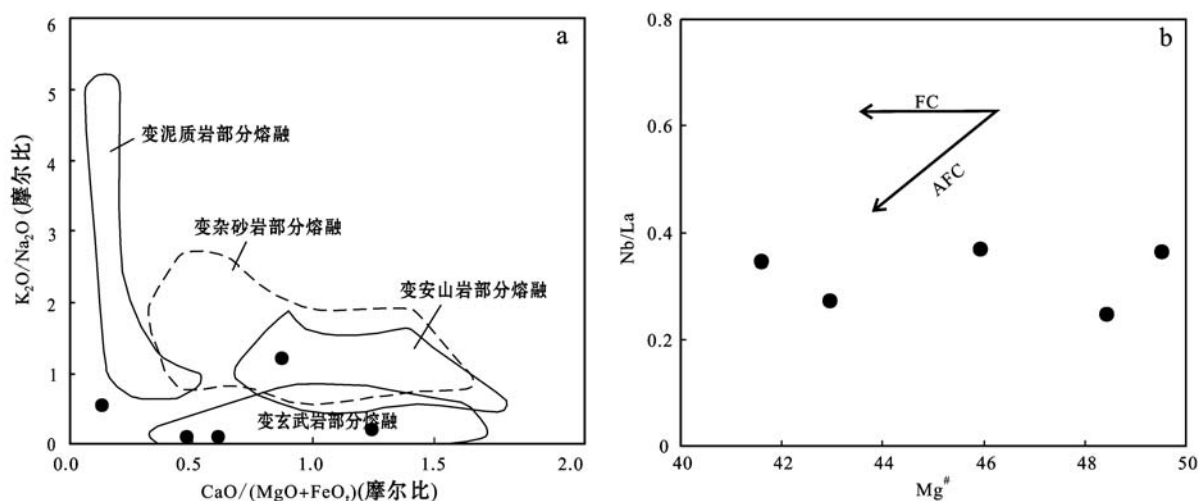 a
6
5
4
3
2
1
0
K₂O/Na₂O (摩尔比)
变泥质岩部分熔融
变杂砂岩部分熔融
变安山岩部分熔融
变玄武岩部分熔融
0.0 0.5 1.0 1.5 2.0
CaO/(MgO+FeOₜ)(摩尔比)
b
0.8
0.6
0.4
0.2
0
Nb/La
FC
AFC
40 42 44 46 48 50
Mg#